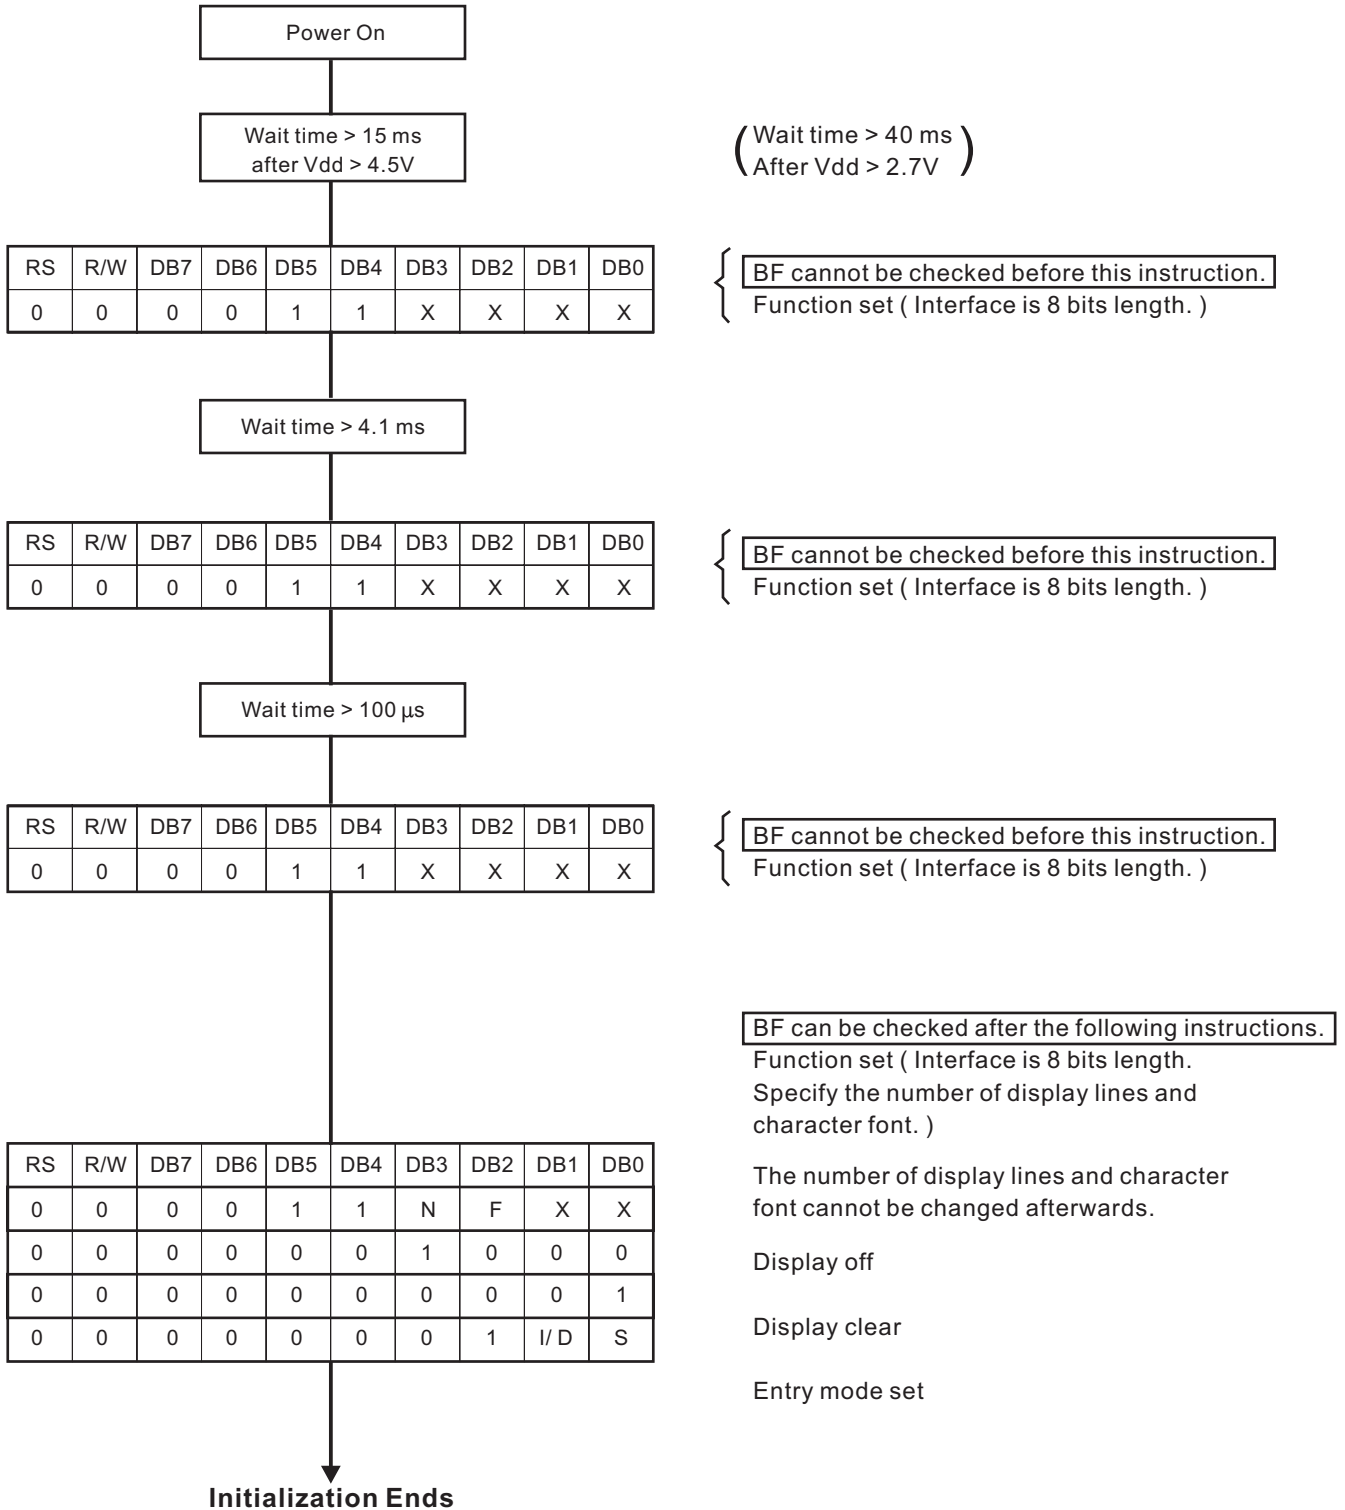 Power On
Wait time > 15 ms
after Vdd > 4.5V
(Wait time > 40 ms
After Vdd > 2.7V)
RS R/W DB7 DB6 DB5 DB4 DB3 DB2 DB1 DB0
0 0 0 0 1 1 X X X X
BF cannot be checked before this instruction.
Function set ( Interface is 8 bits length. )
Wait time > 4.1 ms
RS R/W DB7 DB6 DB5 DB4 DB3 DB2 DB1 DB0
0 0 0 0 1 1 X X X X
BF cannot be checked before this instruction.
Function set ( Interface is 8 bits length. )
Wait time > 100 µs
RS R/W DB7 DB6 DB5 DB4 DB3 DB2 DB1 DB0
0 0 0 0 1 1 X X X X
BF cannot be checked before this instruction.
Function set ( Interface is 8 bits length. )
BF can be checked after the following instructions.
Function set ( Interface is 8 bits length.
Specify the number of display lines and
character font. )
The number of display lines and character
font cannot be changed afterwards.
Display off
Display clear
Entry mode set
RS R/W DB7 DB6 DB5 DB4 DB3 DB2 DB1 DB0
0 0 0 0 1 1 N F X X
0 0 0 0 0 0 1 0 0 0
0 0 0 0 0 0 0 0 0 1
0 0 0 0 0 0 0 1 I/ D S
Initialization Ends